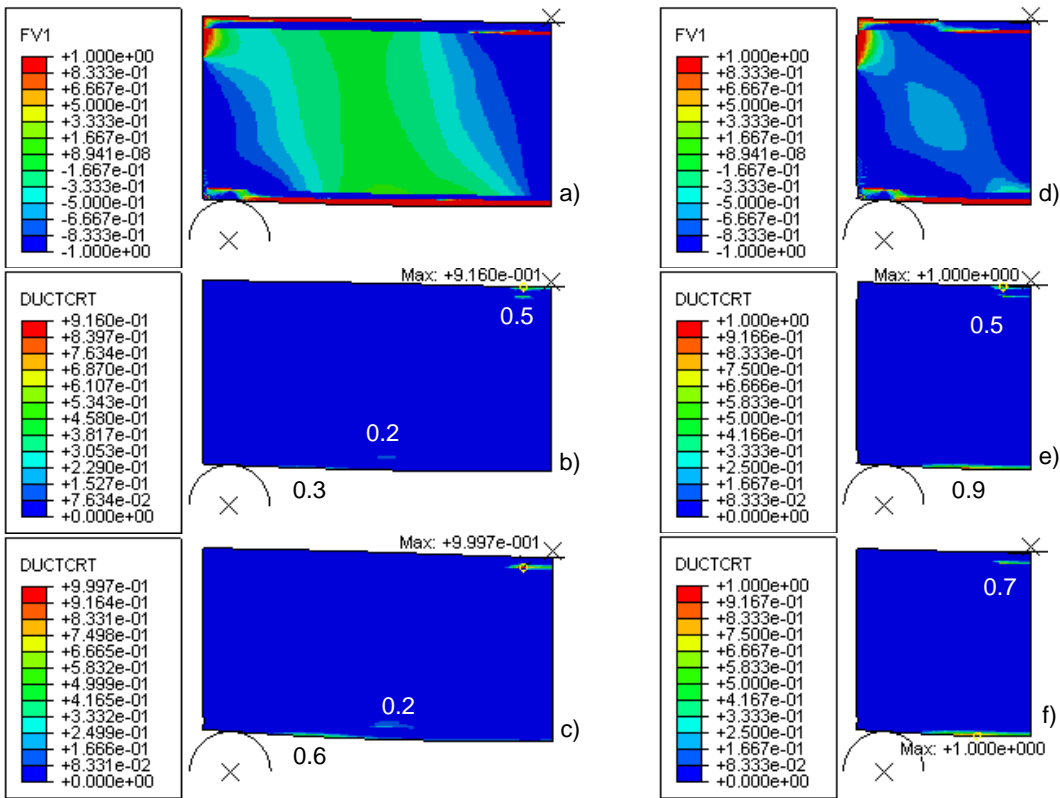 FV1
+1.000e+00
+8.333e-01
+6.667e-01
+5.000e-01
+3.333e-01
+1.667e-01
+8.941e-08
-1.667e-01
-3.333e-01
-5.000e-01
-6.667e-01
-8.333e-01
-1.000e+00
a)
FV1
+1.000e+00
+8.333e-01
+6.667e-01
+5.000e-01
+3.333e-01
+1.667e-01
+8.941e-08
-1.667e-01
-3.333e-01
-5.000e-01
-6.667e-01
-8.333e-01
-1.000e+00
d)
DUCTCRT
+9.160e-01
+8.397e-01
+7.634e-01
+6.870e-01
+6.107e-01
+5.343e-01
+4.580e-01
+3.817e-01
+3.053e-01
+2.290e-01
+1.527e-01
+7.634e-02
+0.000e+00
Max: +9.160e-001
0.5
0.2
b)
0.3
DUCTCRT
+1.000e+00
+9.166e-01
+8.333e-01
+7.500e-01
+6.666e-01
+5.833e-01
+5.000e-01
+4.166e-01
+3.333e-01
+2.500e-01
+1.667e-01
+8.333e-02
+0.000e+00
Max: +1.000e+000
0.5
e)
0.9
DUCTCRT
+9.997e-01
+9.164e-01
+8.331e-01
+7.498e-01
+6.665e-01
+5.832e-01
+4.999e-01
+4.165e-01
+3.332e-01
+2.499e-01
+1.666e-01
+8.331e-02
+0.000e+00
Max: +9.997e-001
0.2
c)
0.6
DUCTCRT
+1.000e+00
+9.167e-01
+8.333e-01
+7.500e-01
+6.667e-01
+5.833e-01
+5.000e-01
+4.167e-01
+3.333e-01
+2.500e-01
+1.667e-01
+8.333e-02
+0.000e+00
0.7
f)
Max: +1.000e+000